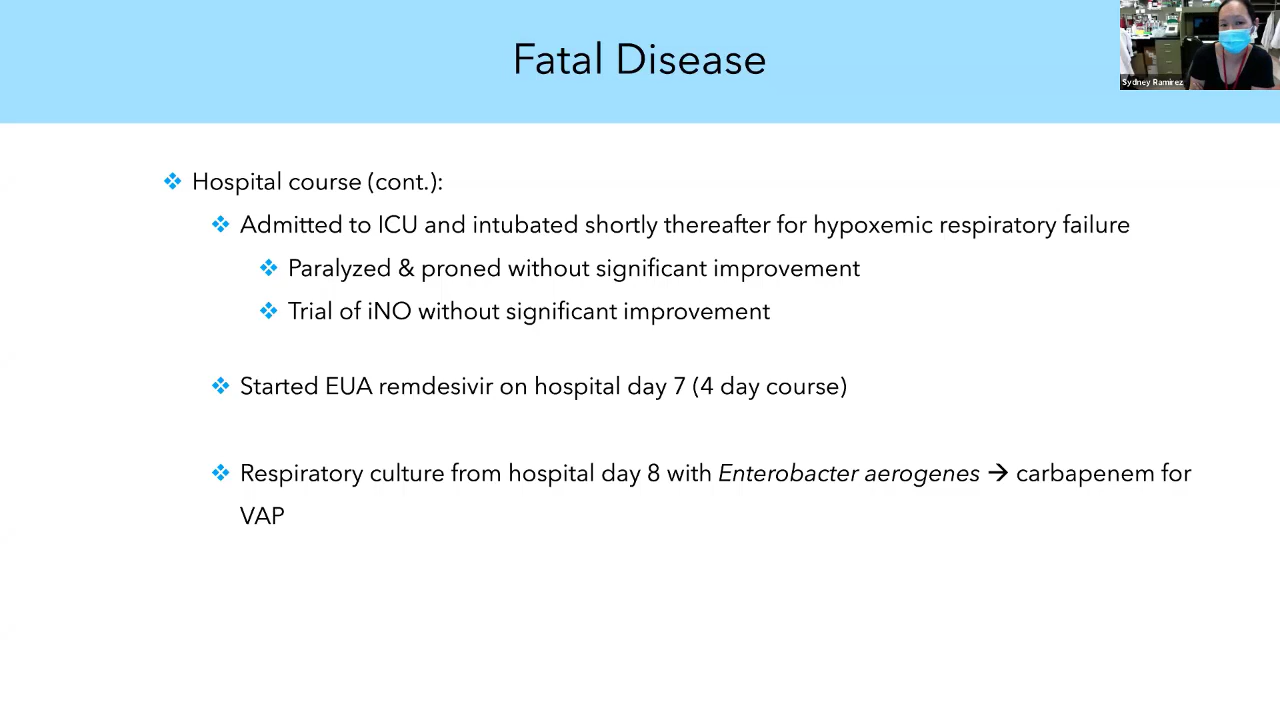 Fatal Disease
Sydney Ramirez
❖ Hospital course (cont.):
❖ Admitted to ICU and intubated shortly thereafter for hypoxemic respiratory failure
❖ Paralyzed & proned without significant improvement
❖ Trial of iNO without significant improvement
❖ Started EUA remdesivir on hospital day 7 (4 day course)
❖ Respiratory culture from hospital day 8 with Enterobacter aerogenes → carbapenem for
VAP